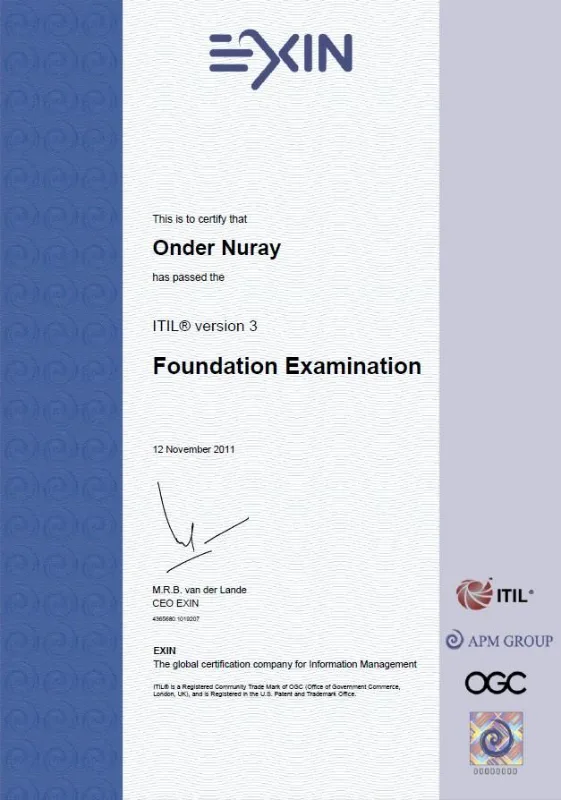 EXIN
This is to certify that
Onder Nuray
has passed the
ITIL® version 3
Foundation Examination
12 November 2011
M.R.B. van der Lande
CEO EXIN
4365680.1019207
EXIN
The global certification company for Information Management
ITIL® is a Registered Community Trade Mark of OGC (Office of Government Commerce,
London, UK), and is Registered in the U.S. Patent and Trademark Office.
ITIL®
APM GROUP
OGC
00000000